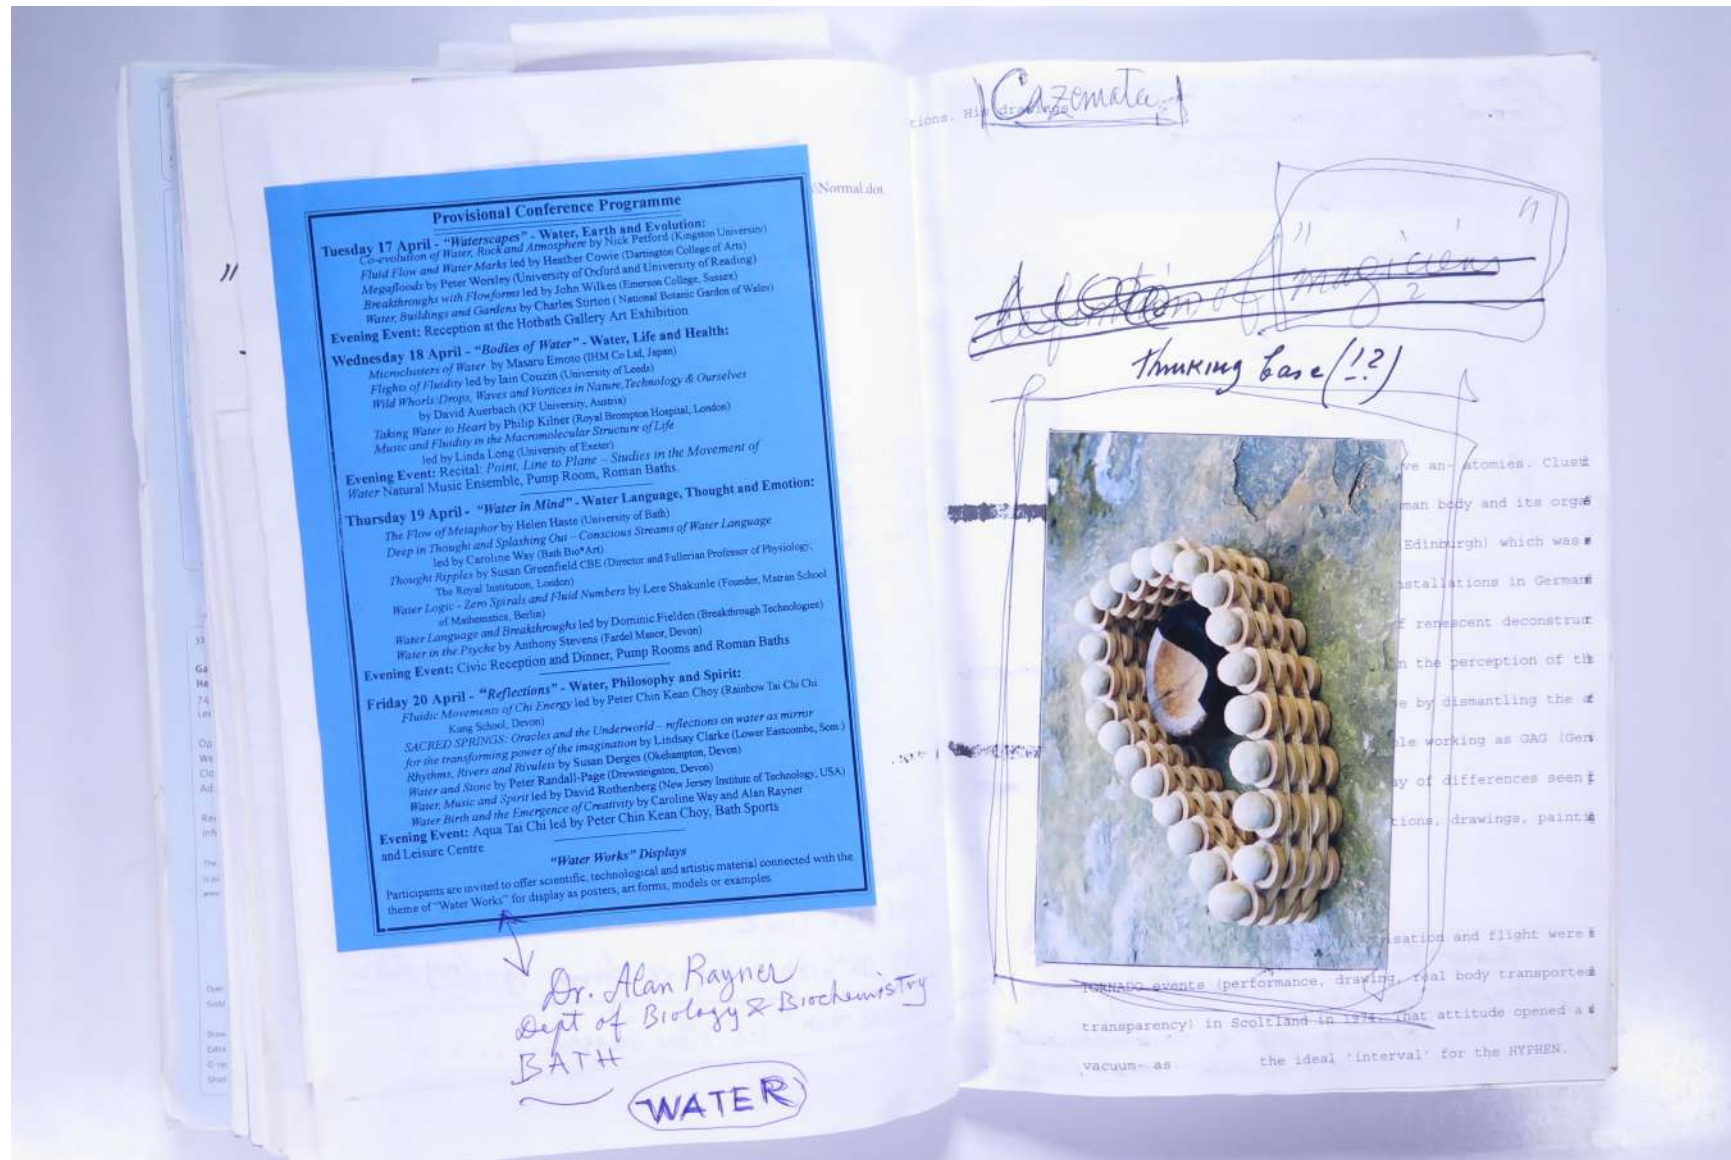 \Normal.dot
"
Provisional Conference Programme
Tuesday 17 April - "Waterscapes" - Water, Earth and Evolution:
Co-evolution of Water, Rock and Atmosphere by Nick Petford (Kingston University)
Fluid Flow and Water Marks led by Heather Cowie (Dartington College of Arts)
Megafloods by Peter Worsley (University of Oxford and University of Reading)
Breakthroughs with Flowforms led by John Wilkes (Emerson College, Sussex)
Water, Buildings and Gardens by Charles Stirton ( National Botanic Garden of Wales)
Evening Event: Reception at the Hotbath Gallery Art Exhibition
Wednesday 18 April - "Bodies of Water" - Water, Life and Health:
Microclusters of Water by Masaru Emoto (IHM Co Ltd, Japan)
Flights of Fluidity led by Iain Couzin (University of Leeds)
Wild Whorls:Drops, Waves and Vortices in Nature,Technology & Ourselves
by David Auerbach (KF University, Austria)
Taking Water to Heart by Philip Kilner (Royal Brompton Hospital, London)
Music and Fluidity in the Macromolecular Structure of Life
led by Linda Long (University of Exeter)
Evening Event: Recital: Point, Line to Plane – Studies in the Movement of
Water Natural Music Ensemble, Pump Room, Roman Baths.
Thursday 19 April - "Water in Mind" - Water Language, Thought and Emotion:
The Flow of Metaphor by Helen Haste (University of Bath)
Deep in Thought and Splashing Out – Conscious Streams of Water Language
led by Caroline Way (Bath Bio*Art)
Thought Ripples by Susan Greenfield CBE (Director and Fullerian Professor of Physiology,
The Royal Institution, London)
Water Logic - Zero Spirals and Fluid Numbers by Lere Shakunle (Founder, Matran School
of Mathematics, Berlin)
Water Language and Breakthroughs led by Dominic Fielden (Breakthrough Technologies)
Water in the Psyche by Anthony Stevens (Fardel Manor, Devon)
Evening Event: Civic Reception and Dinner, Pump Rooms and Roman Baths
Friday 20 April - "Reflections" - Water, Philosophy and Spirit:
Fluidic Movements of Chi Energy led by Peter Chin Kean Choy (Rainbow Tai Chi Chi
Kung School, Devon)
SACRED SPRINGS: Oracles and the Underworld – reflections on water as mirror
for the transforming power of the imagination by Lindsay Clarke (Lower Eastcombe, Som.)
Rhythms, Rivers and Rivulets by Susan Derges (Okehampton, Devon)
Water and Stone by Peter Randall-Page (Drewsteignton, Devon)
Water, Music and Spirit led by David Rothenberg (New Jersey Institute of Technology, USA)
Water Birth and the Emergence of Creativity by Caroline Way and Alan Rayner
Evening Event: Aqua Tai Chi led by Peter Chin Kean Choy, Bath Sports
and Leisure Centre
"Water Works" Displays
Participants are invited to offer scientific, technological and artistic material connected with the
theme of "Water Works" for display as posters, art forms, models or examples
Dr. Alan Rayner
Dept of Biology & Biochemistry
BATH
WATER
Cazemata
tions. His drawings
of "magiciens"
2
thinking base (!?)
ve an- atomies. Clust
man body and its orga
Edinburgh) which was
nstallations in German
f renescent deconstruc
n the perception of th
e by dismantling the
le working as GAG (Gen
ay of differences seen
tions, drawings, painti
isation and flight were
TORNADO events (performance, drawing, real body transported
transparency) in Scoltland in 1974. That attitude opened a
vacuum- as the ideal 'interval' for the HYPHEN.